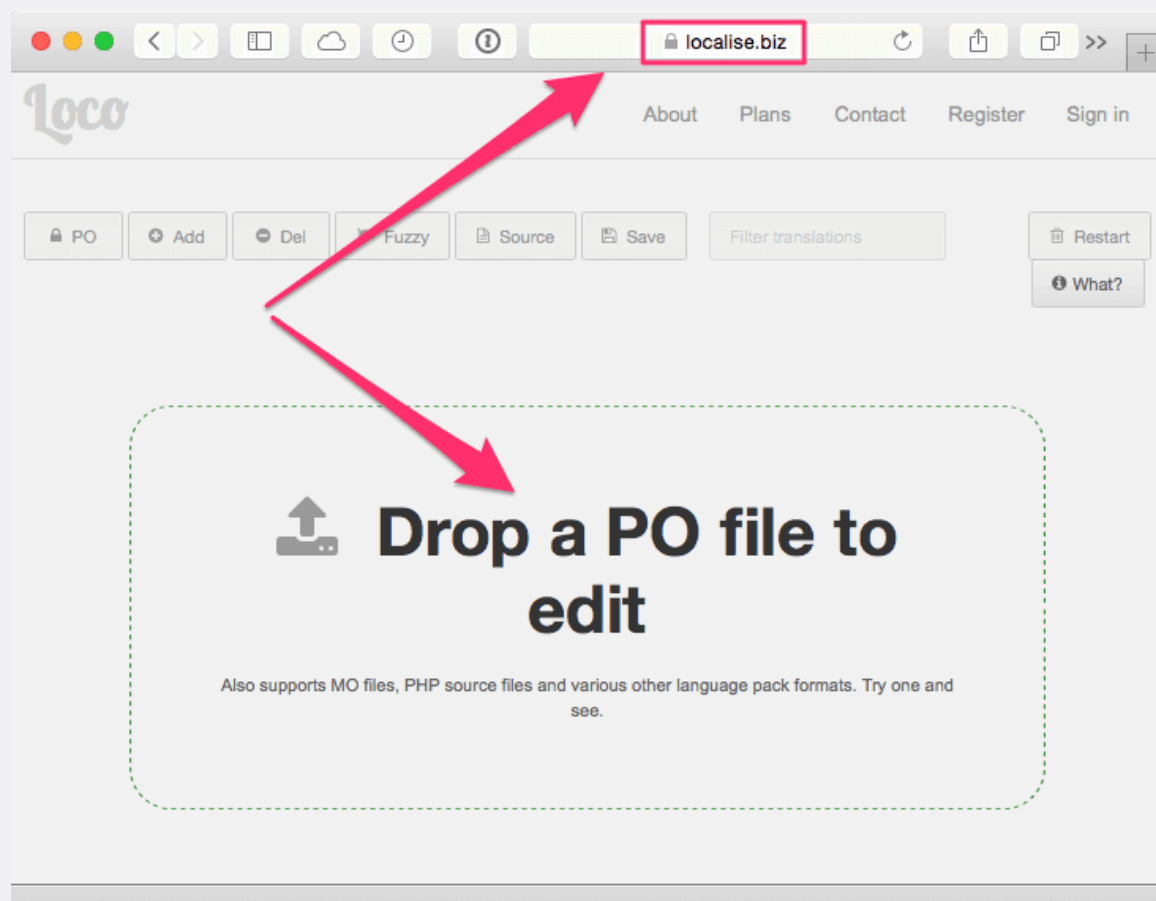 localise.biz
Loco
About Plans Contact Register Sign in
PO Add Del Fuzzy Source Save Filter translations Restart
What?
Drop a PO file to
edit
Also supports MO files, PHP source files and various other language pack formats. Try one and
see.